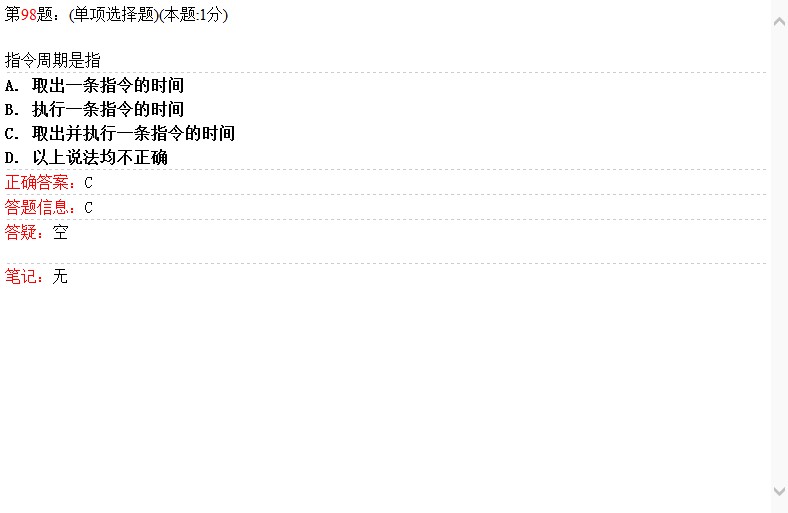 第98题：(单项选择题)(本题:1分)
指令周期是指
A. 取出一条指令的时间
B. 执行一条指令的时间
C. 取出并执行一条指令的时间
D. 以上说法均不正确
正确答案：C
答题信息：C
答疑：空
笔记：无